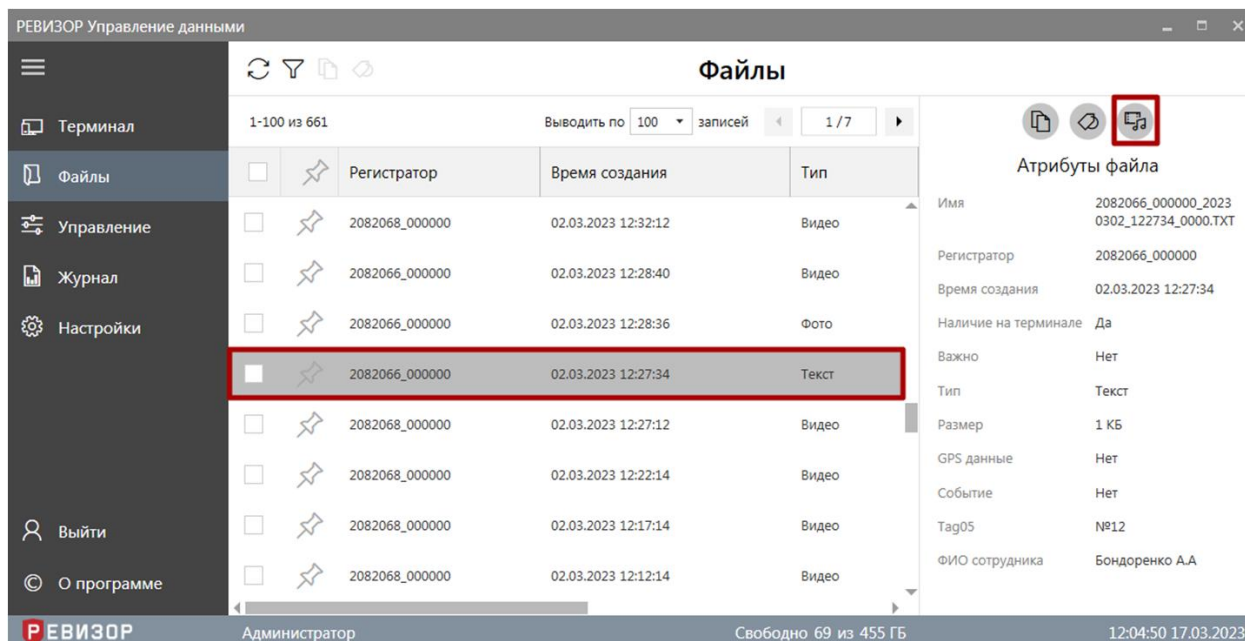 РЕВИЗОР Управление данными
Файлы
Терминал
Файлы
Управление
Журнал
Настройки
Выйти
О программе
1-100 из 661 Выводить по 100 записей 1 / 7
Регистратор Время создания Тип
2082068_000000 02.03.2023 12:32:12 Видео
2082066_000000 02.03.2023 12:28:40 Видео
2082066_000000 02.03.2023 12:28:36 Фото
2082066_000000 02.03.2023 12:27:34 Текст
2082068_000000 02.03.2023 12:27:12 Видео
2082068_000000 02.03.2023 12:22:14 Видео
2082068_000000 02.03.2023 12:17:14 Видео
2082068_000000 02.03.2023 12:12:14 Видео
Атрибуты файла
Имя 2082066_000000_2023
0302_122734_0000.TXT
Регистратор 2082066_000000
Время создания 02.03.2023 12:27:34
Наличие на терминале Да
Важно Нет
Тип Текст
Размер 1 КБ
GPS данные Нет
Событие Нет
Tag05 №12
ФИО сотрудника Бондоренко А.А
РЕВИЗОР Администратор Свободно 69 из 455 ГБ 12:04:50 17.03.2023